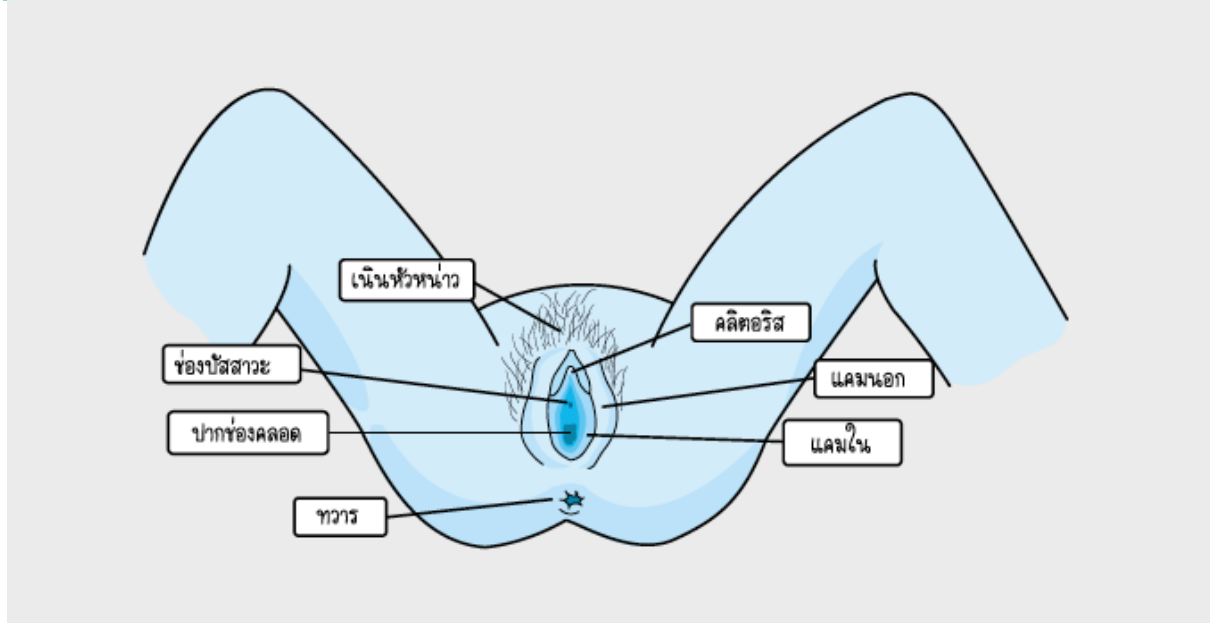 เนินหัวหน่าว
คลิตอริส
ช่องปัสสาวะ
แคมนอก
ปากช่องคลอด
แคมใน
ทวาร